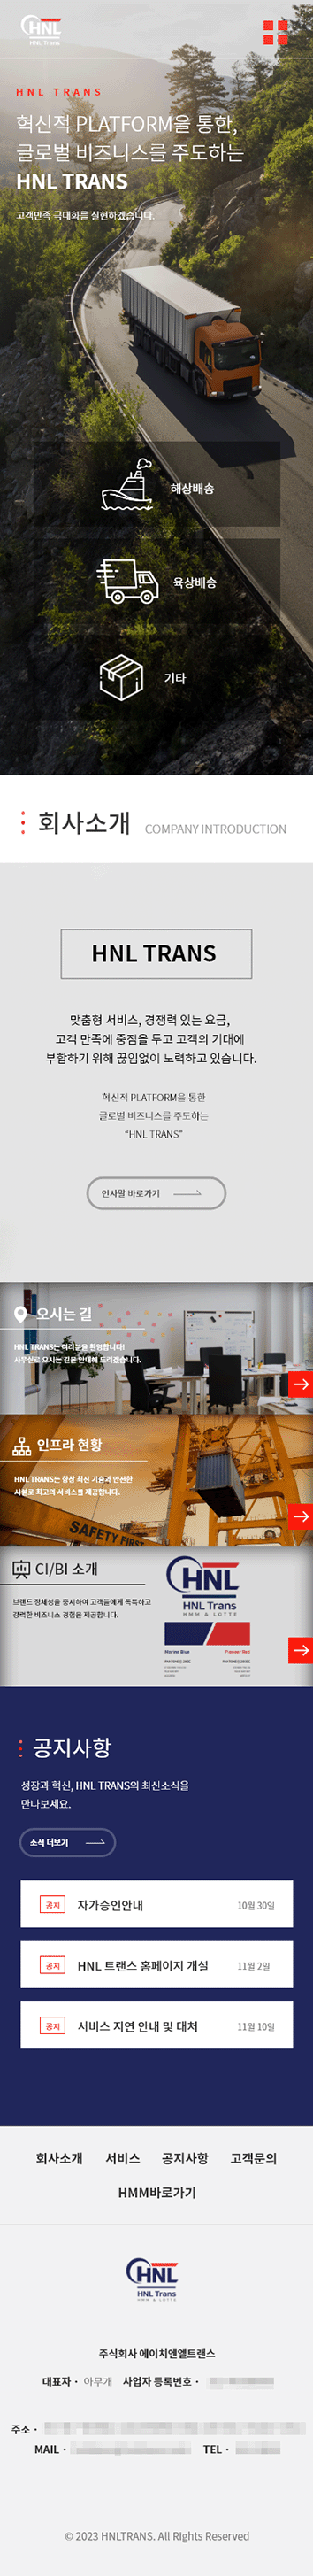 HNL
HNL Trans
HNL TRANS
혁신적 PLATFORM을 통한,
글로벌 비즈니스를 주도하는
HNL TRANS
고객만족 극대화를 실현하겠습니다.
해상배송
육상배송
기타
회사소개 COMPANY INTRODUCTION
HNL TRANS
맞춤형 서비스, 경쟁력 있는 요금,
고객 만족에 중점을 두고 고객의 기대에
부합하기 위해 끊임없이 노력하고 있습니다.
혁신적 PLATFORM을 통한
글로벌 비즈니스를 주도하는
“HNL TRANS”
인사말 바로가기
오시는 길
HNL TRANS는 여러분을 환영합니다!
사무실로 오시는 길을 안내해 드리겠습니다.
인프라 현황
HNL TRANS는 항상 최신 기술과 안전한
시설로 최고의 서비스를 제공합니다.
SAFETY FIRST
CI/BI 소개
브랜드 정체성을 중시하여 고객들에게 독특하고
강력한 비즈니스 경험을 제공합니다.
HNL
HNL Trans
HMM & LOTTE
Marine Blue
Pioneer Red
공지사항
성장과 혁신, HNL TRANS의 최신소식을
만나보세요.
소식 더보기
공지 자가승인안내 10월 30일
공지 HNL 트랜스 홈페이지 개설 11월 2일
공지 서비스 지연 안내 및 대처 11월 10일
회사소개 서비스 공지사항 고객문의
HMM바로가기
HNL
HNL Trans
HMM & LOTTE
주식회사 에이치엔엘트랜스
대표자 · 아무개 사업자 등록번호 ·
주소 ·
MAIL · TEL ·
© 2023 HNLTRANS. All Rights Reserved